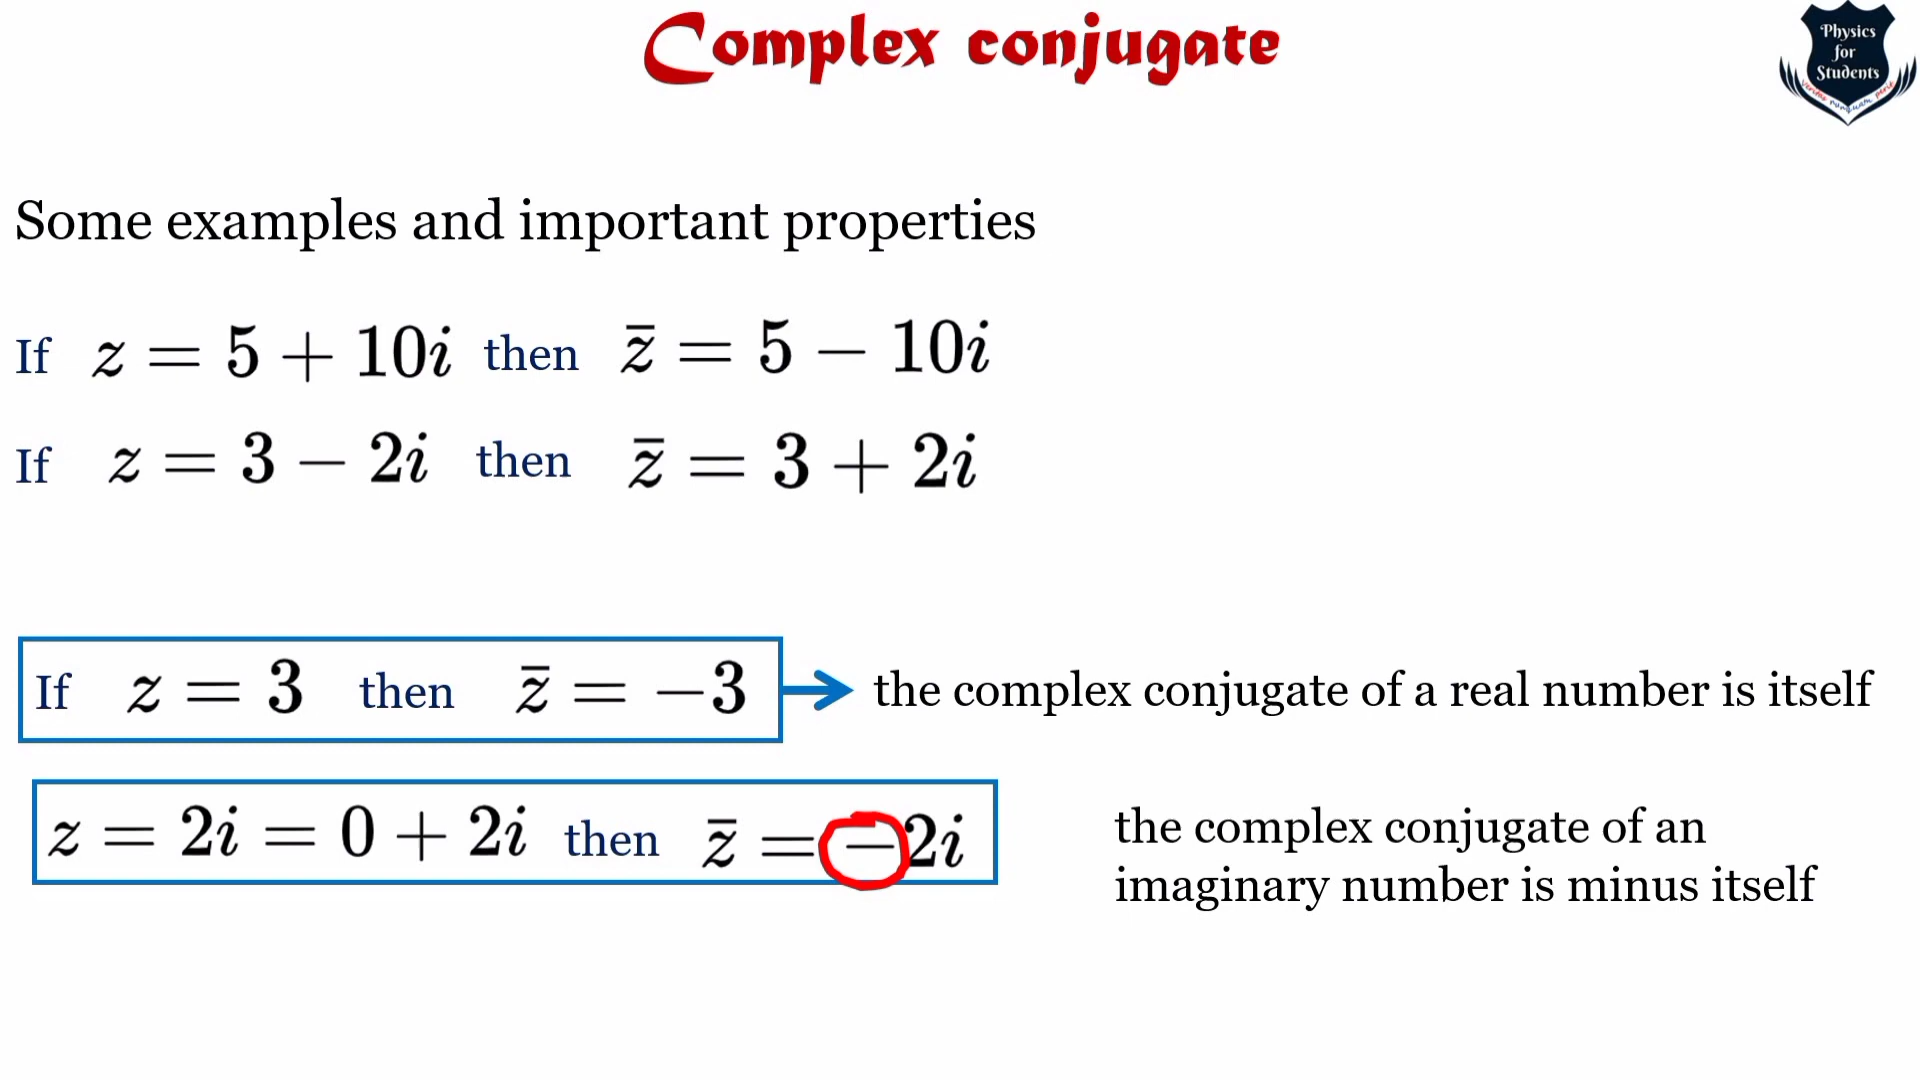 Complex conjugate
Physics
for
Students
Some examples and important properties
If z = 5 + 10i then z̄ = 5 − 10i
If z = 3 − 2i then z̄ = 3 + 2i
If z = 3 then z̄ = −3
the complex conjugate of a real number is itself
z = 2i = 0 + 2i then z̄ = −2i
the complex conjugate of an
imaginary number is minus itself